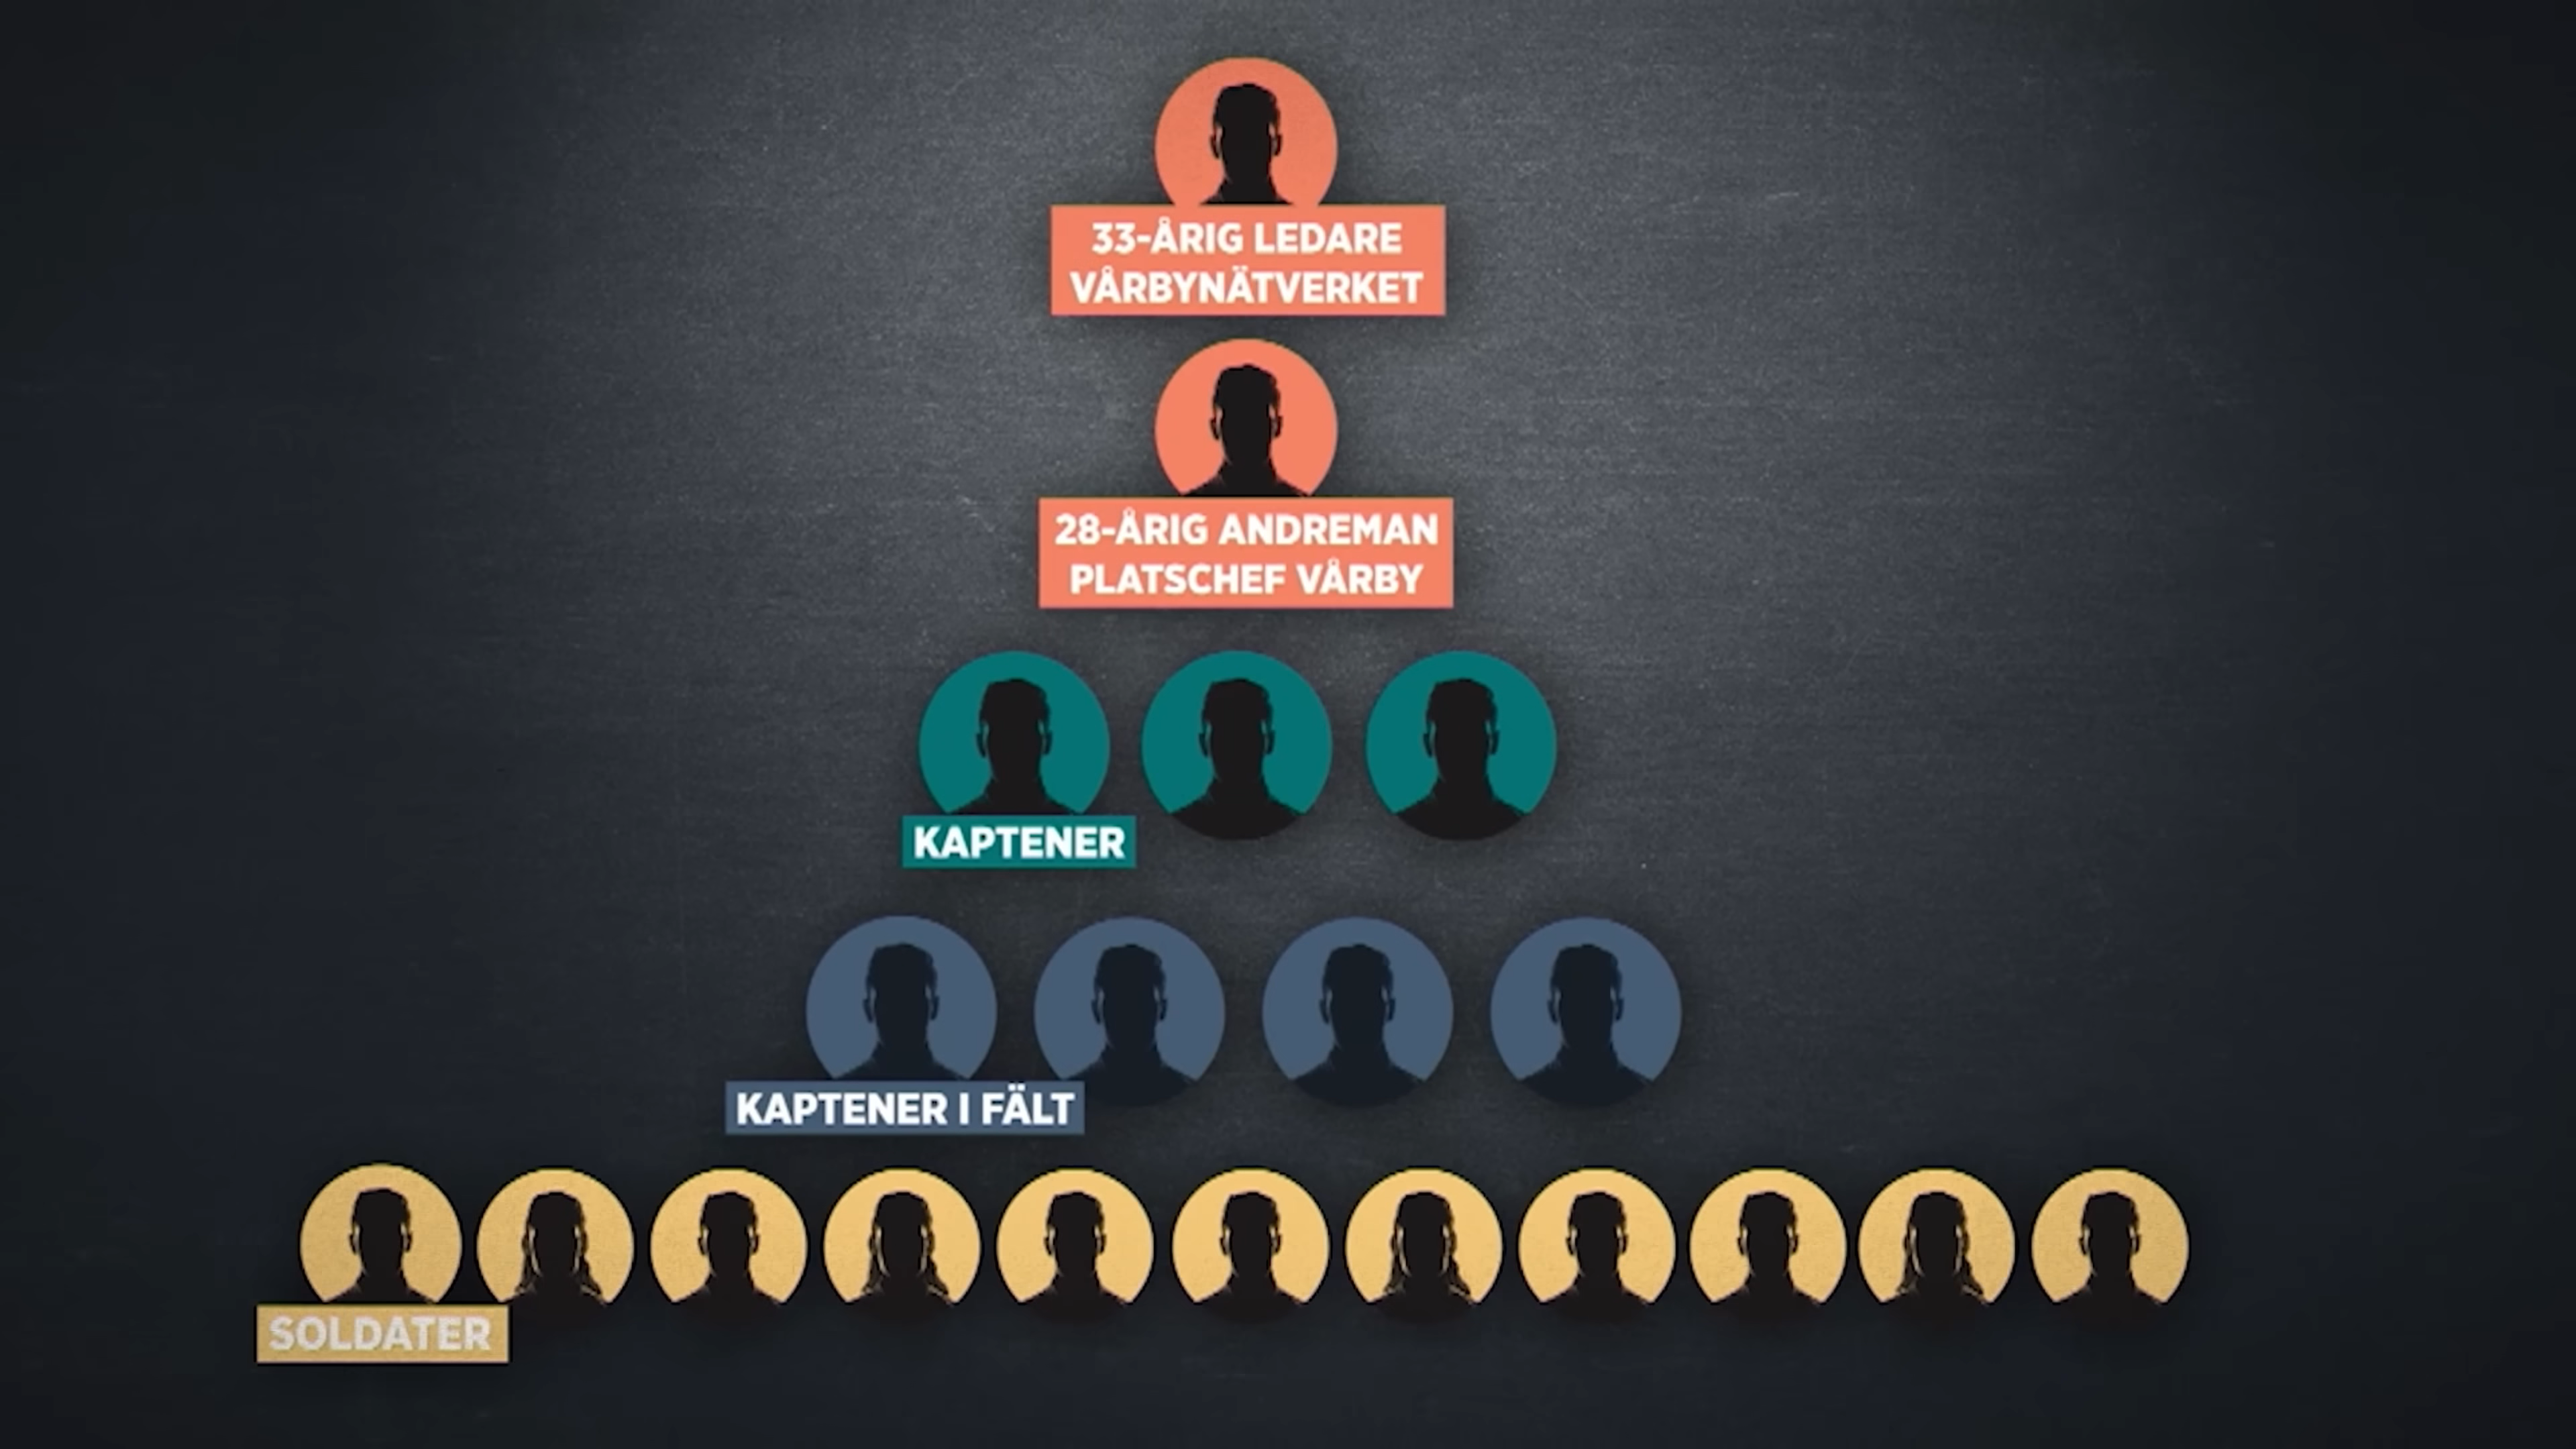 33-ÅRIG LEDARE
VÅRBYNÄTVERKET
28-ÅRIG ANDREMAN
PLATSCHEF VÅRBY
KAPTENER
KAPTENER I FÄLT
SOLDATER